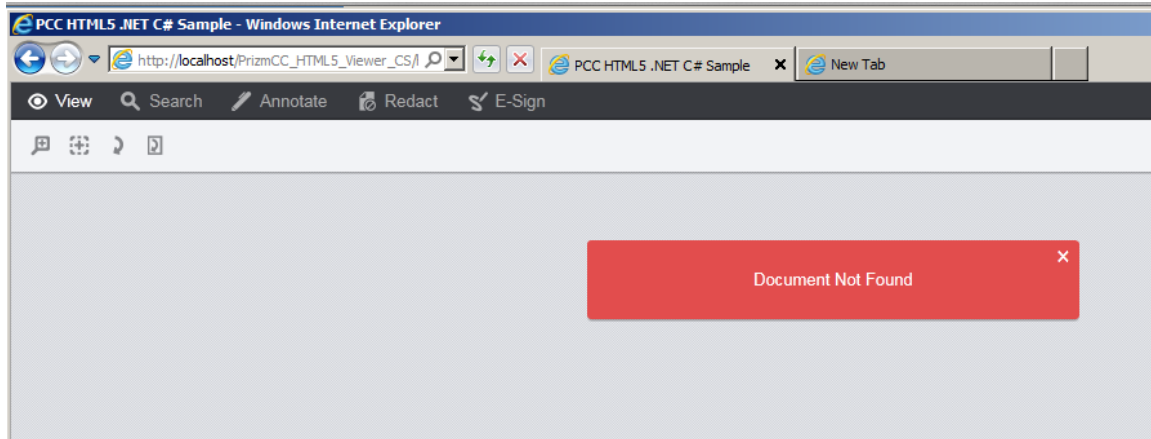 PCC HTML5 .NET C# Sample - Windows Internet Explorer
http://localhost/PrizmCC_HTML5_Viewer_CS/
PCC HTML5 .NET C# Sample
New Tab
View Search Annotate Redact E-Sign
Document Not Found